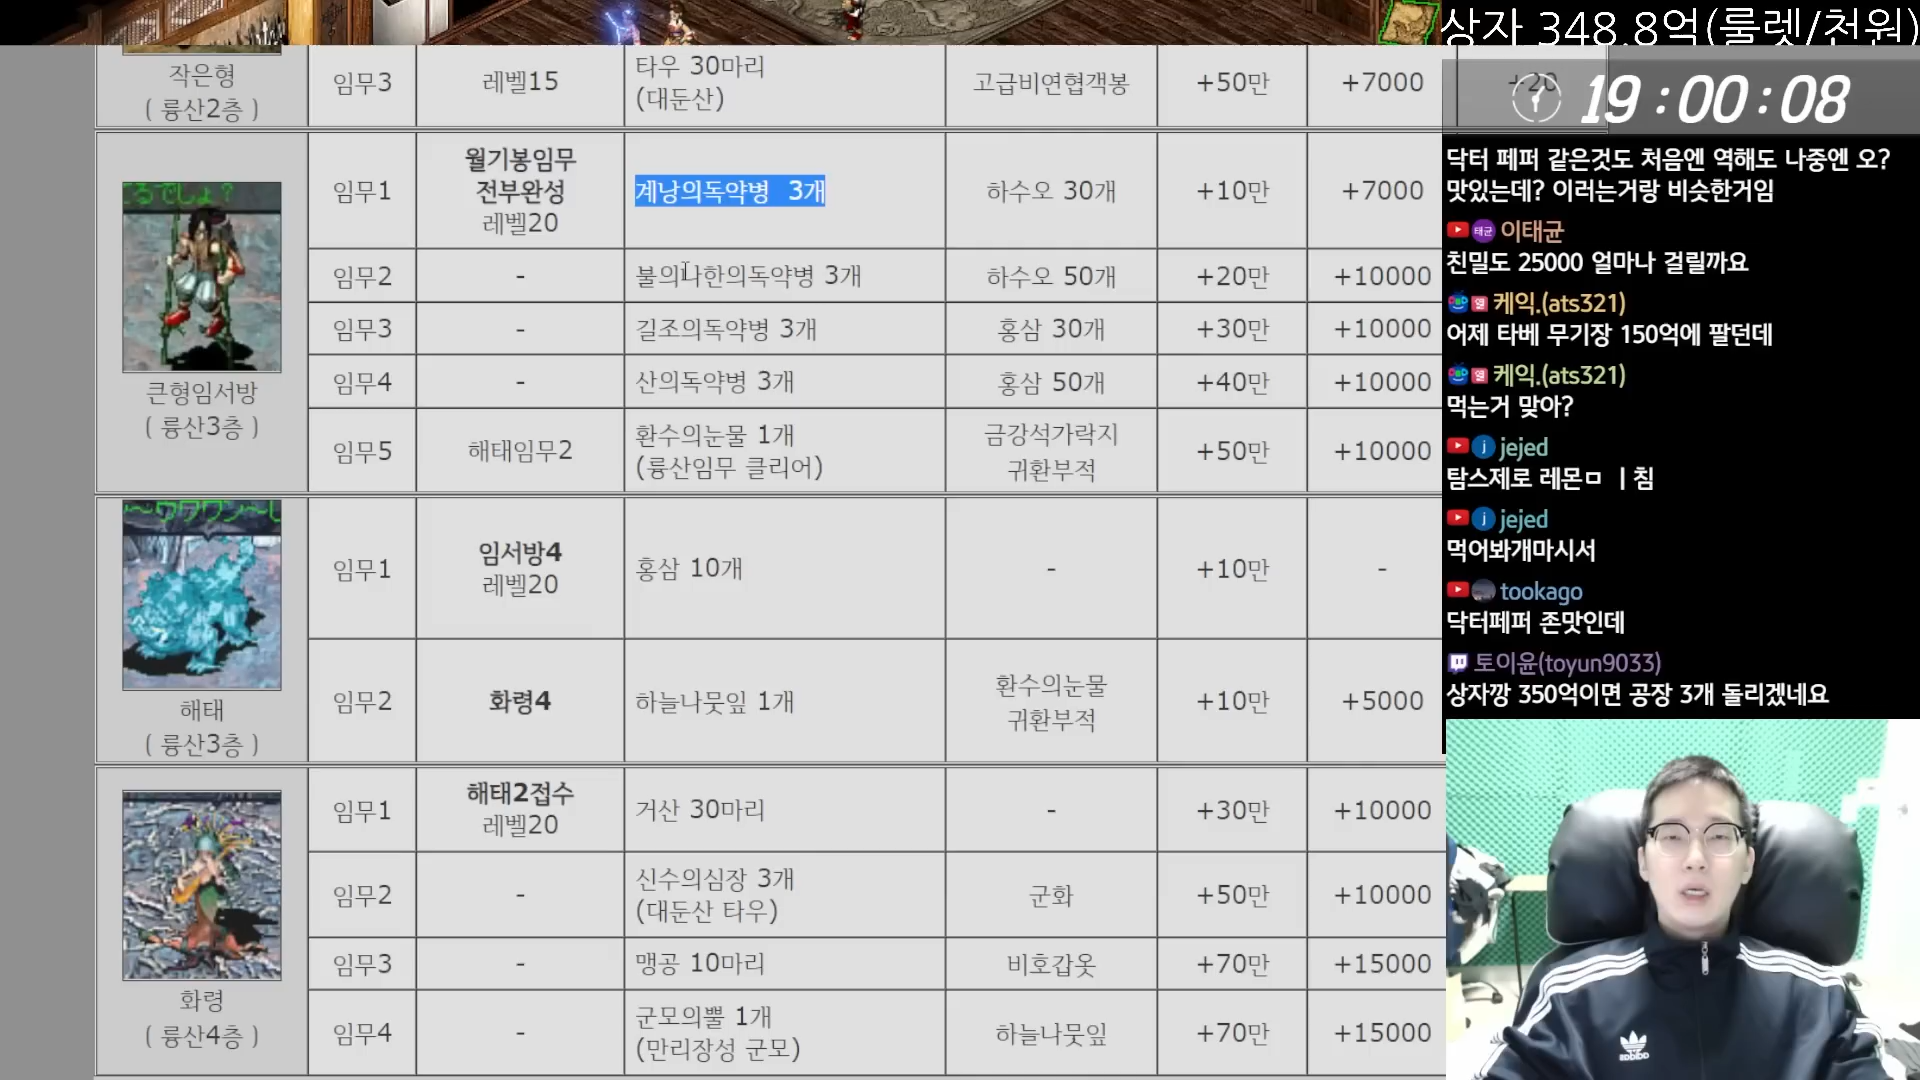 상자 348.8억(룰렛/천원)
19:00:08
작은형
( 륭산2층 )
임무3
레벨15
타우 30마리
(대둔산)
고급비연협객봉
+50만
+7000
+20
てるでしょ?
큰형임서방
( 륭산3층 )
임무1
월기봉임무
전부완성
레벨20
계낭의독약병 3개
하수오 30개
+10만
+7000
임무2
-
불의나한의독약병 3개
하수오 50개
+20만
+10000
임무3
-
길조의독약병 3개
홍삼 30개
+30만
+10000
임무4
-
산의독약병 3개
홍삼 50개
+40만
+10000
임무5
해태임무2
환수의눈물 1개
(륭산임무 클리어)
금강석가락지
귀환부적
+50만
+10000
해태
( 륭산3층 )
임무1
임서방4
레벨20
홍삼 10개
-
+10만
-
임무2
화령4
하늘나뭇잎 1개
환수의눈물
귀환부적
+10만
+5000
화령
( 륭산4층 )
임무1
해태2접수
레벨20
거산 30마리
-
+30만
+10000
임무2
-
신수의심장 3개
(대둔산 타우)
군화
+50만
+10000
임무3
-
맹공 10마리
비호갑옷
+70만
+15000
임무4
-
군모의뿔 1개
(만리장성 군모)
하늘나뭇잎
+70만
+15000
닥터 페퍼 같은것도 처음엔 역해도 나중엔 오?
맛있는데? 이러는거랑 비슷한거임
태균 이태균
친밀도 25000 얼마나 걸릴까요
열 케익.(ats321)
어제 타베 무기장 150억에 팔던데
열 케익.(ats321)
먹는거 맞아?
j jejed
탐스제로 레몬ㅁ ㅣ침
j jejed
먹어봐개마시서
tookago
닥터페퍼 존맛인데
토이윤(toyun9033)
상자깡 350억이면 공장 3개 돌리겠네요
adidas